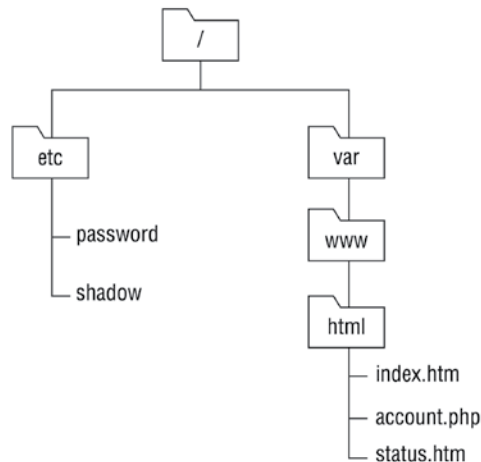 /
etc
var
password
www
shadow
html
index.htm
account.php
status.htm